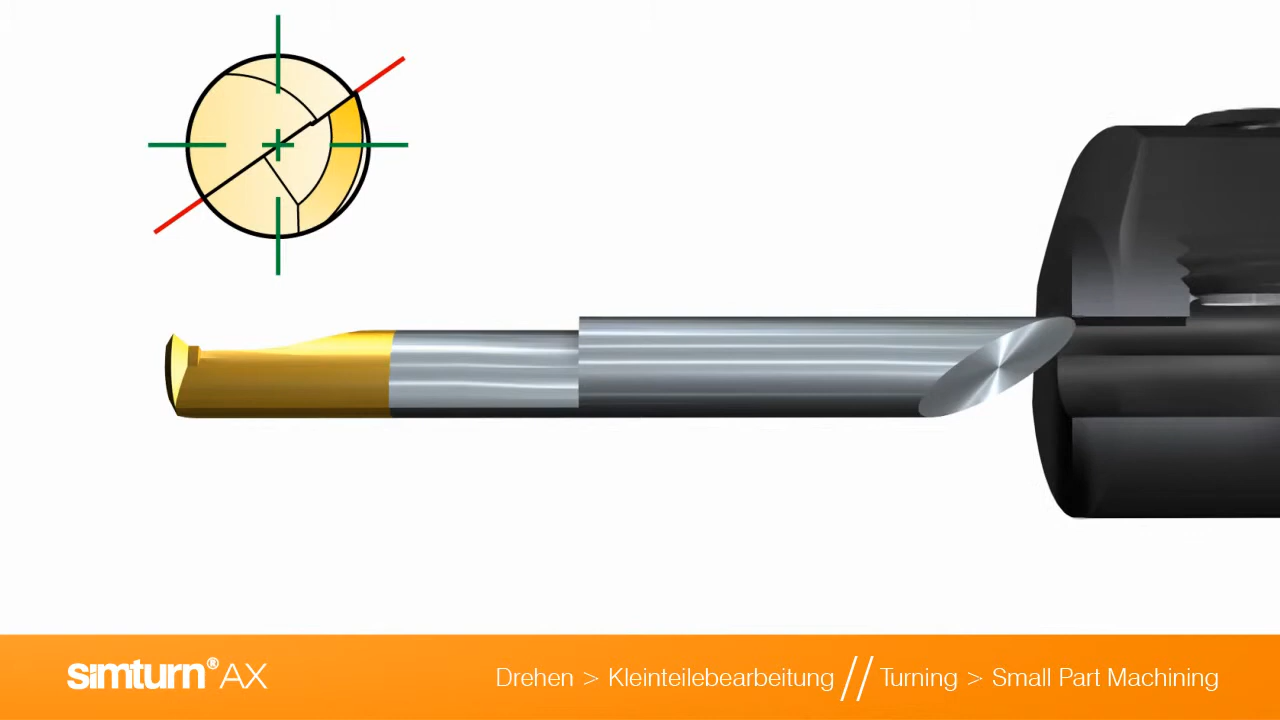 simturn® AX
Drehen > Kleinteilebearbeitung // Turning > Small Part Machining